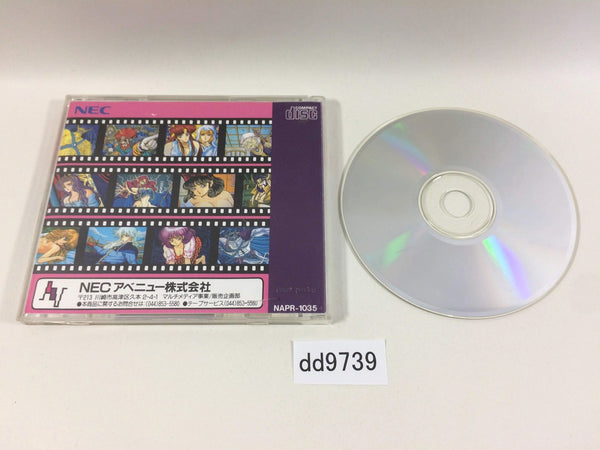 NEC
COMPACT
disc
NEC アベニュー株式会社
〒213 川崎市高津区久本 2-4-1 マルチメディア事業/販売企画部
●本商品に関するお問合せは:(044)853-5580 ●テープサービス(044)853-5560
NAPR-1035
dd9739